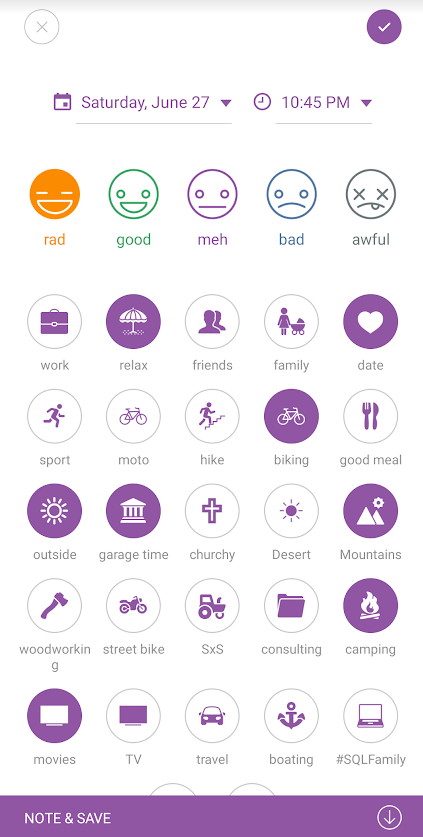 Saturday, June 27 10:45 PM
rad good meh bad awful
work relax friends family date
sport moto hike biking good meal
outside garage time churchy Desert Mountains
woodworkin street bike SxS consulting camping
g
movies TV travel boating #SQLFamily
NOTE & SAVE